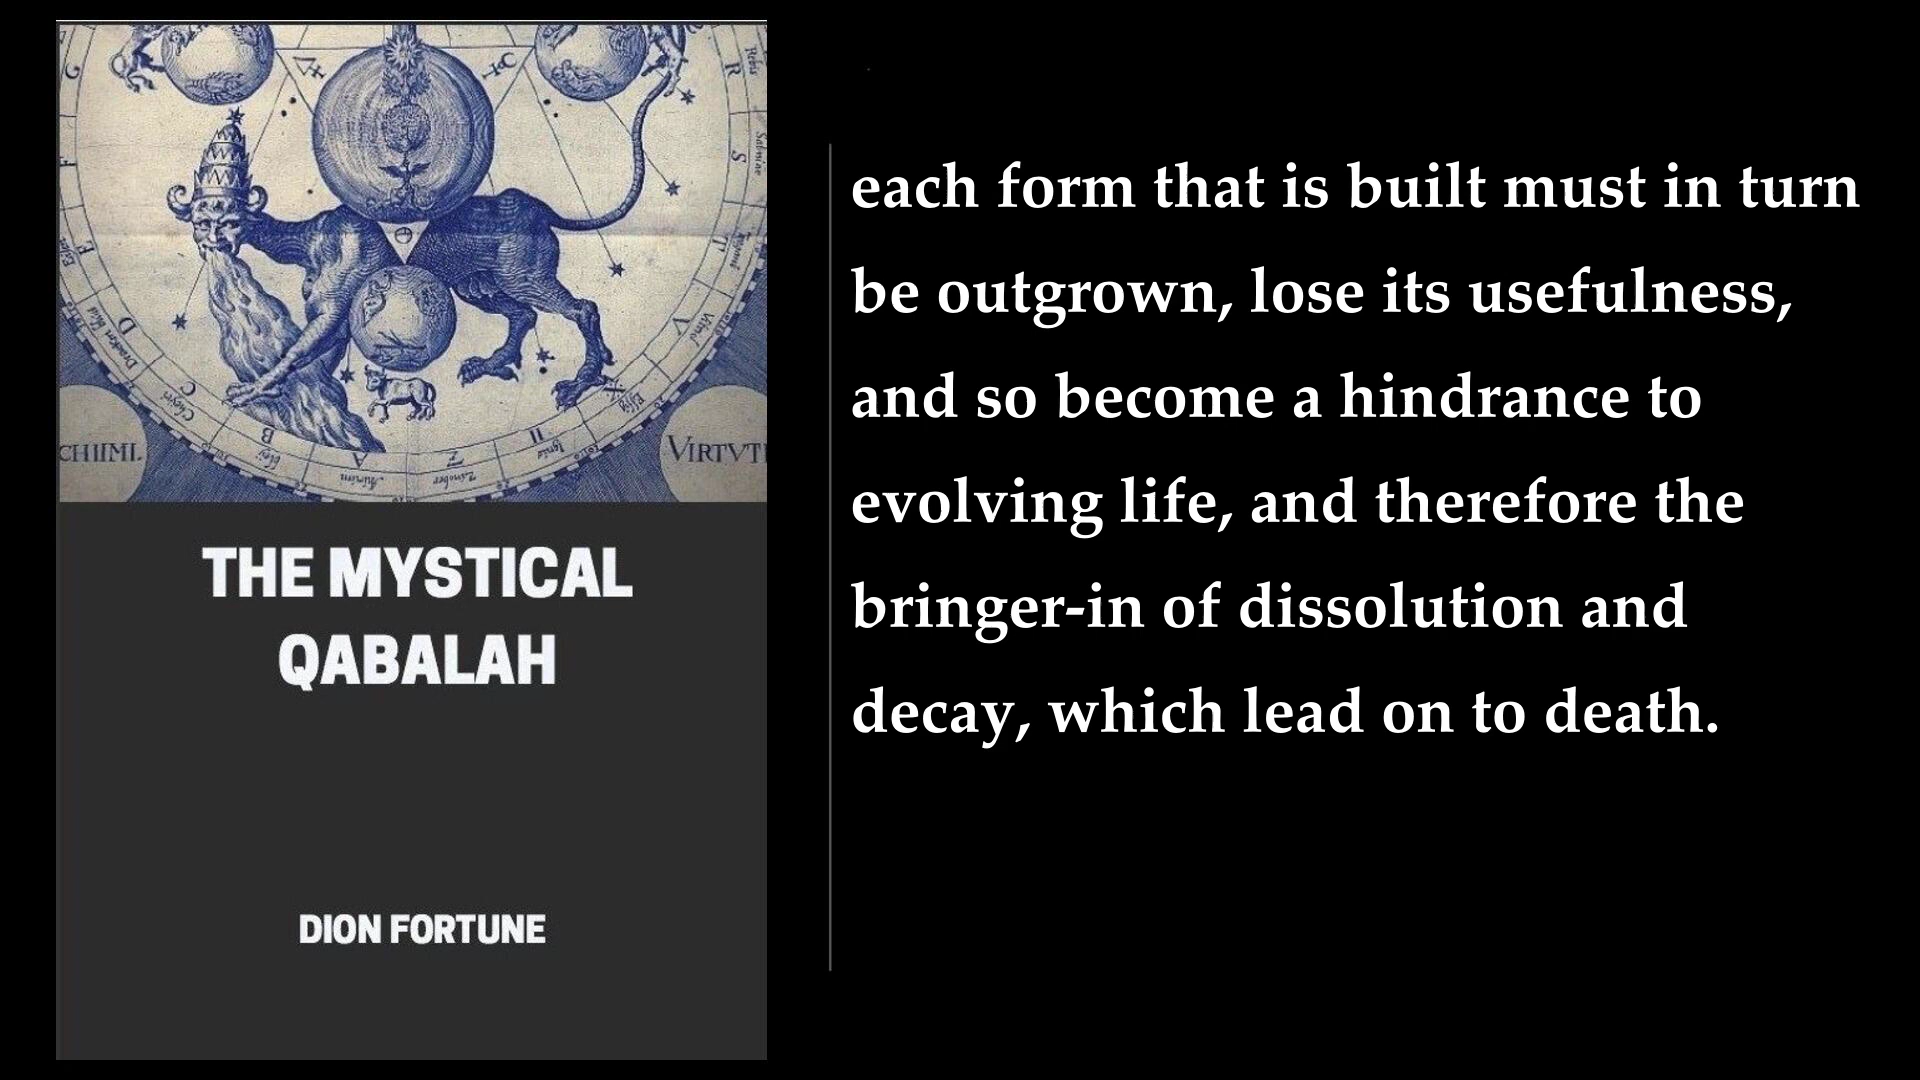 CHIIMI.
VIRTVTI
THE MYSTICAL
QABALAH
DION FORTUNE
each form that is built must in turn
be outgrown, lose its usefulness,
and so become a hindrance to
evolving life, and therefore the
bringer-in of dissolution and
decay, which lead on to death.